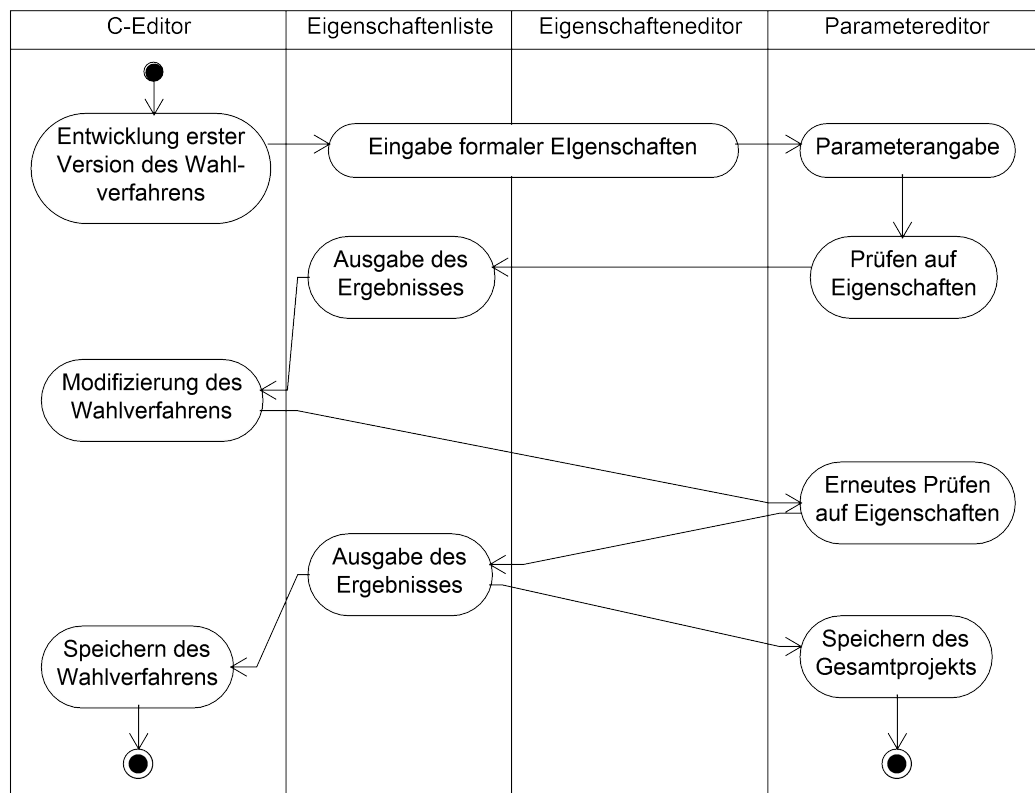 C-Editor
Eigenschaftenliste
Eigenschafteneditor
Parametereditor
Entwicklung erster
Version des Wahl-
verfahrens
Eingabe formaler EIgenschaften
Parameterangabe
Prüfen auf
Eigenschaften
Ausgabe des
Ergebnisses
Modifizierung des
Wahlverfahrens
Erneutes Prüfen
auf Eigenschaften
Ausgabe des
Ergebnisses
Speichern des
Wahlverfahrens
Speichern des
Gesamtprojekts